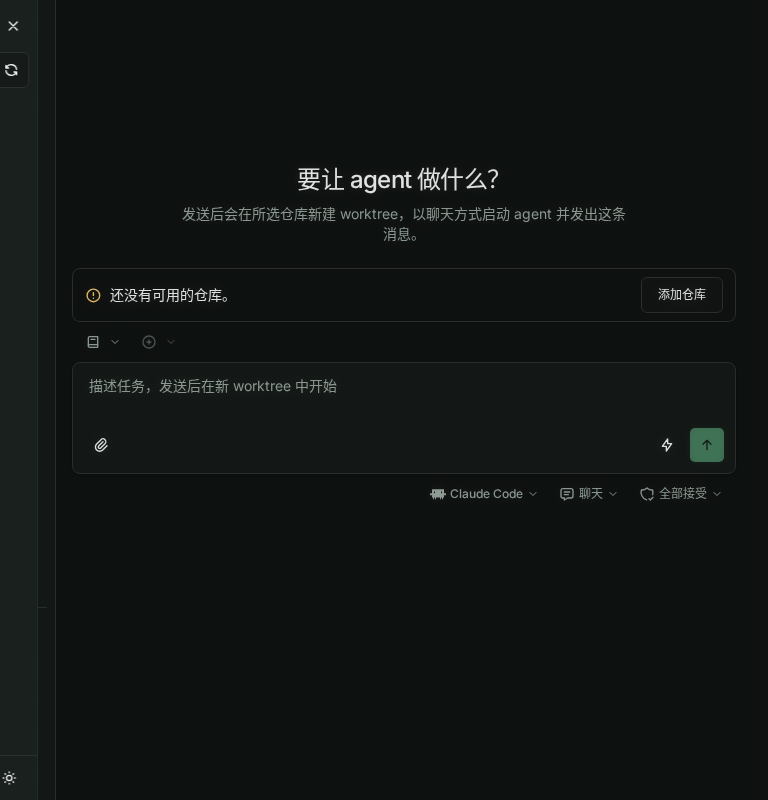 要让 agent 做什么？
发送后会在所选仓库新建 worktree，以聊天方式启动 agent 并发出这条
消息。
还没有可用的仓库。
添加仓库
描述任务，发送后在新 worktree 中开始
Claude Code
聊天
全部接受